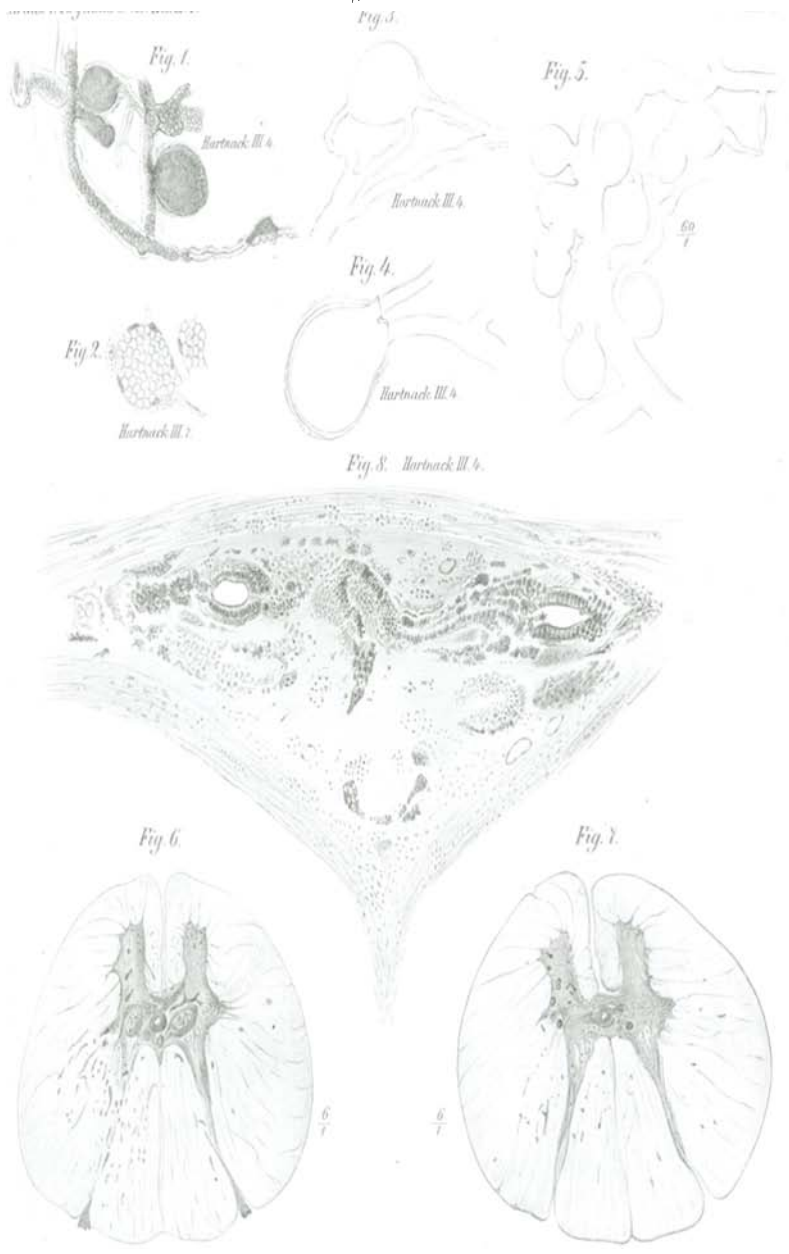 Fig. 1.
Hartnack III 4.
Fig. 3.
Hartnack III. 4.
Fig. 5.
60
1
Fig. 2.
Hartnack III. 7.
Fig. 4.
Hartnack III. 4.
Fig. 8. Hartnack III. 4.
Fig. 6.
6
1
Fig. 7.
6
1